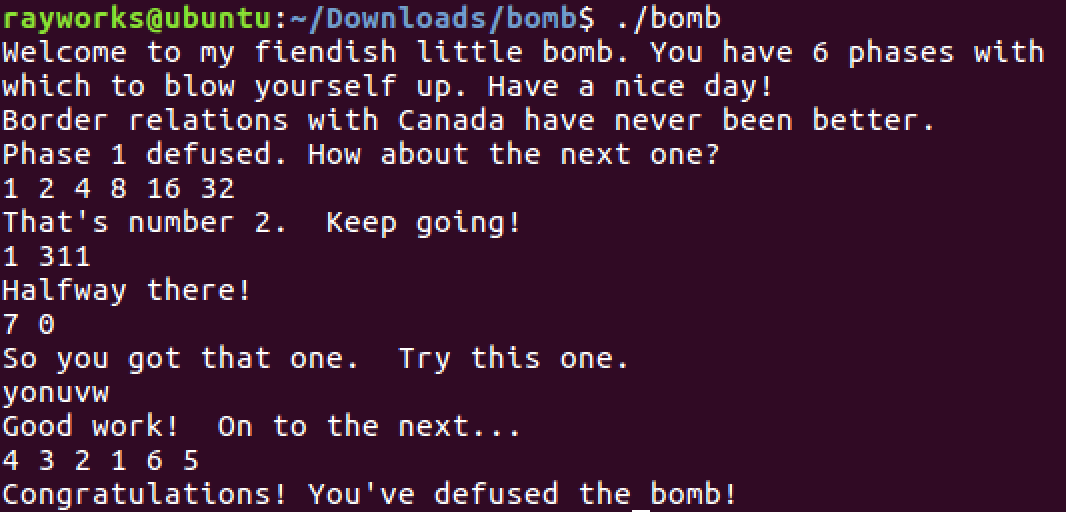 rayworks@ubuntu:~/Downloads/bomb$ ./bomb
Welcome to my fiendish little bomb. You have 6 phases with
which to blow yourself up. Have a nice day!
Border relations with Canada have never been better.
Phase 1 defused. How about the next one?
1 2 4 8 16 32
That's number 2.  Keep going!
1 311
Halfway there!
7 0
So you got that one.  Try this one.
yonuvw
Good work!  On to the next...
4 3 2 1 6 5
Congratulations! You've defused the bomb!